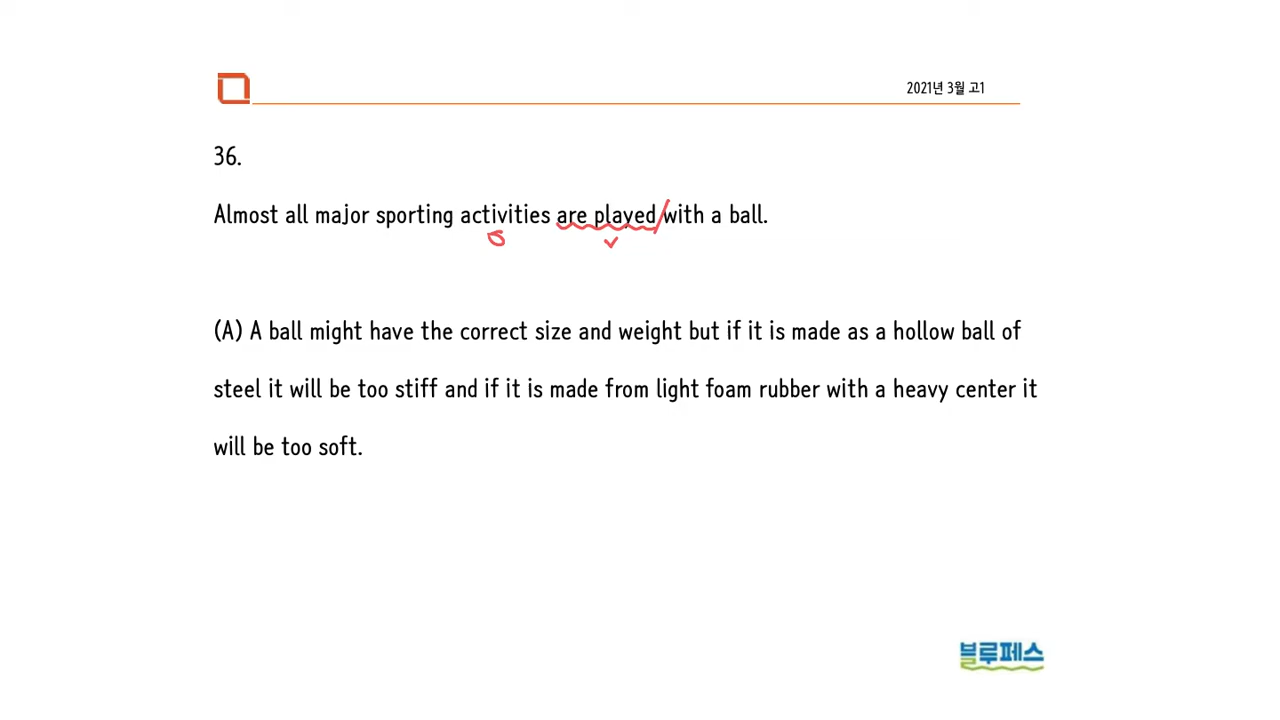 2021년 3월 고1
36.
Almost all major sporting activities are played with a ball.
(A) A ball might have the correct size and weight but if it is made as a hollow ball of
steel it will be too stiff and if it is made from light foam rubber with a heavy center it
will be too soft.
블루페스